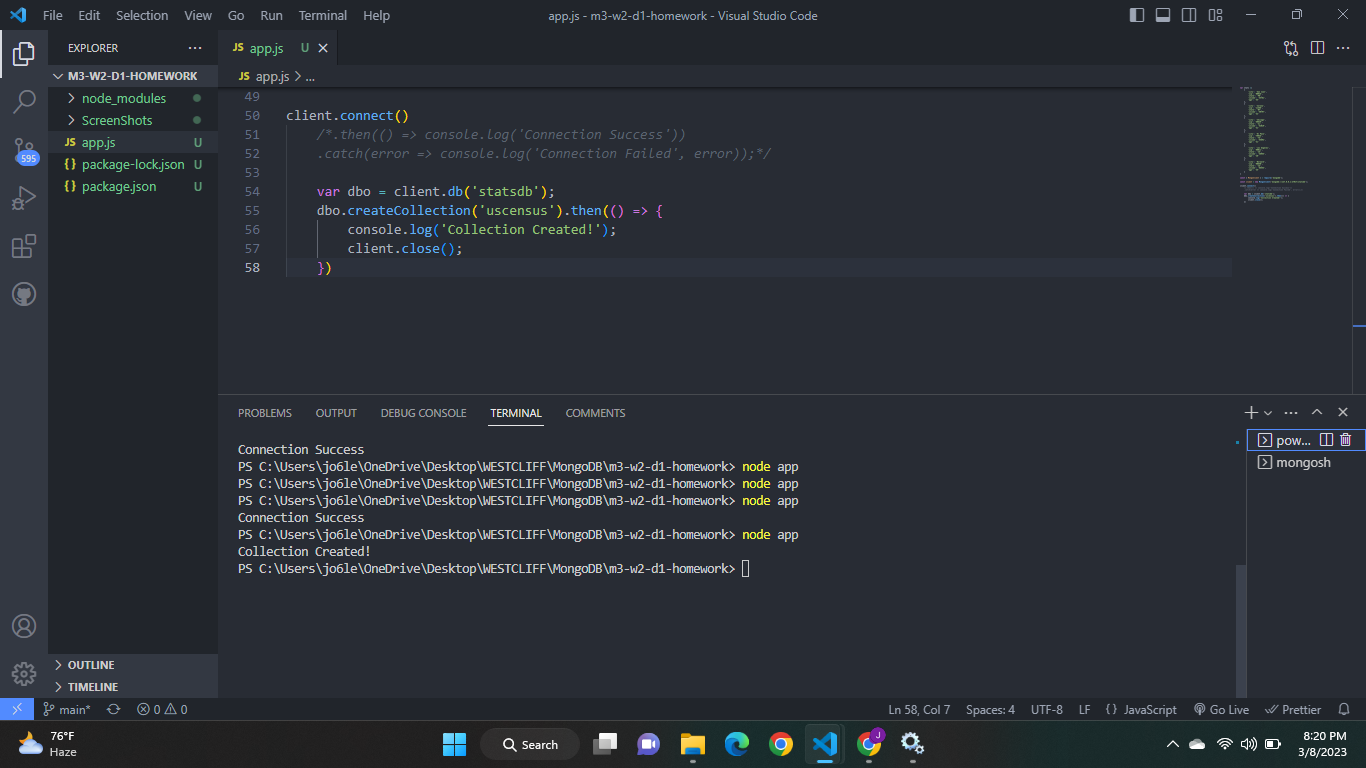 File Edit Selection View Go Run Terminal Help
app.js - m3-w2-d1-homework - Visual Studio Code
EXPLORER
M3-W2-D1-HOMEWORK
node_modules
ScreenShots
JS app.js U
{} package-lock.json U
{} package.json U
595
OUTLINE
TIMELINE
JS app.js U
JS app.js > ...
49
50 client.connect()
51 /*.then(() => console.log('Connection Success'))
52 .catch(error => console.log('Connection Failed', error));*/
53
54 var dbo = client.db('statsdb');
55 dbo.createCollection('uscensus').then(() => {
56 console.log('Collection Created!');
57 client.close();
58 })
PROBLEMS OUTPUT DEBUG CONSOLE TERMINAL COMMENTS
Connection Success
PS C:\Users\jo6le\OneDrive\Desktop\WESTCLIFF\MongoDB\m3-w2-d1-homework> node app
PS C:\Users\jo6le\OneDrive\Desktop\WESTCLIFF\MongoDB\m3-w2-d1-homework> node app
PS C:\Users\jo6le\OneDrive\Desktop\WESTCLIFF\MongoDB\m3-w2-d1-homework> node app
Connection Success
PS C:\Users\jo6le\OneDrive\Desktop\WESTCLIFF\MongoDB\m3-w2-d1-homework> node app
Collection Created!
PS C:\Users\jo6le\OneDrive\Desktop\WESTCLIFF\MongoDB\m3-w2-d1-homework>
pow...
mongosh
main* 0 0 Ln 58, Col 7 Spaces: 4 UTF-8 LF {} JavaScript Go Live Prettier
76°F
Haze
Search
J
8:20 PM
3/8/2023